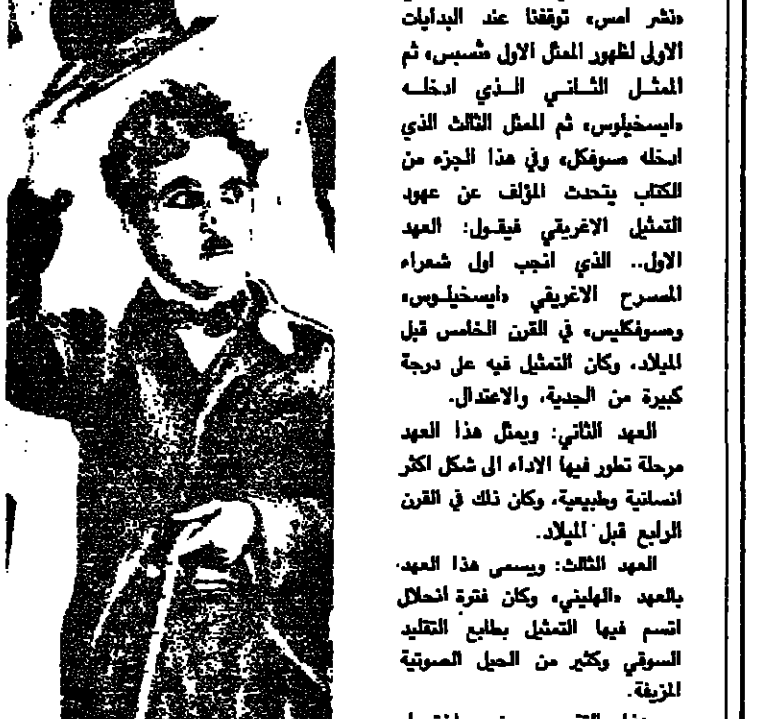 «نشر امس» توقفنا عند البدايات
الاولى لظهور الممثل الاول «ثسبس» ثم
الممثل الثاني الذي ادخله
«ايسخيلوس» ثم الممثل الثالث الذي
ادخله «سوفكل» وفي هذا الجزء من
الكتاب يتحدث المؤلف عن عهود
التمثيل الاغريقي فيقول: العهد
الاول.. الذي انجب اول شعراء
المسرح الاغريقي «ايسخيلوس»
و«سوفكليس» في القرن الخامس قبل
الميلاد، وكان التمثيل فيه على درجة
كبيرة من الجدية، والاعتدال.
العهد الثاني: ويمثل هذا العهد
مرحلة تطور فيها الاداء الى شكل اكثر
انسانية وطبيعية، وكان ذلك في القرن
الرابع قبل الميلاد.
العهد الثالث: ويسمى هذا العهد
بالعهد «الهليني» وكان فترة انحلال
اتسم فيها التمثيل بطابع التقليد
السوقي وكثير من الحيل الصوتية
المزيفة.